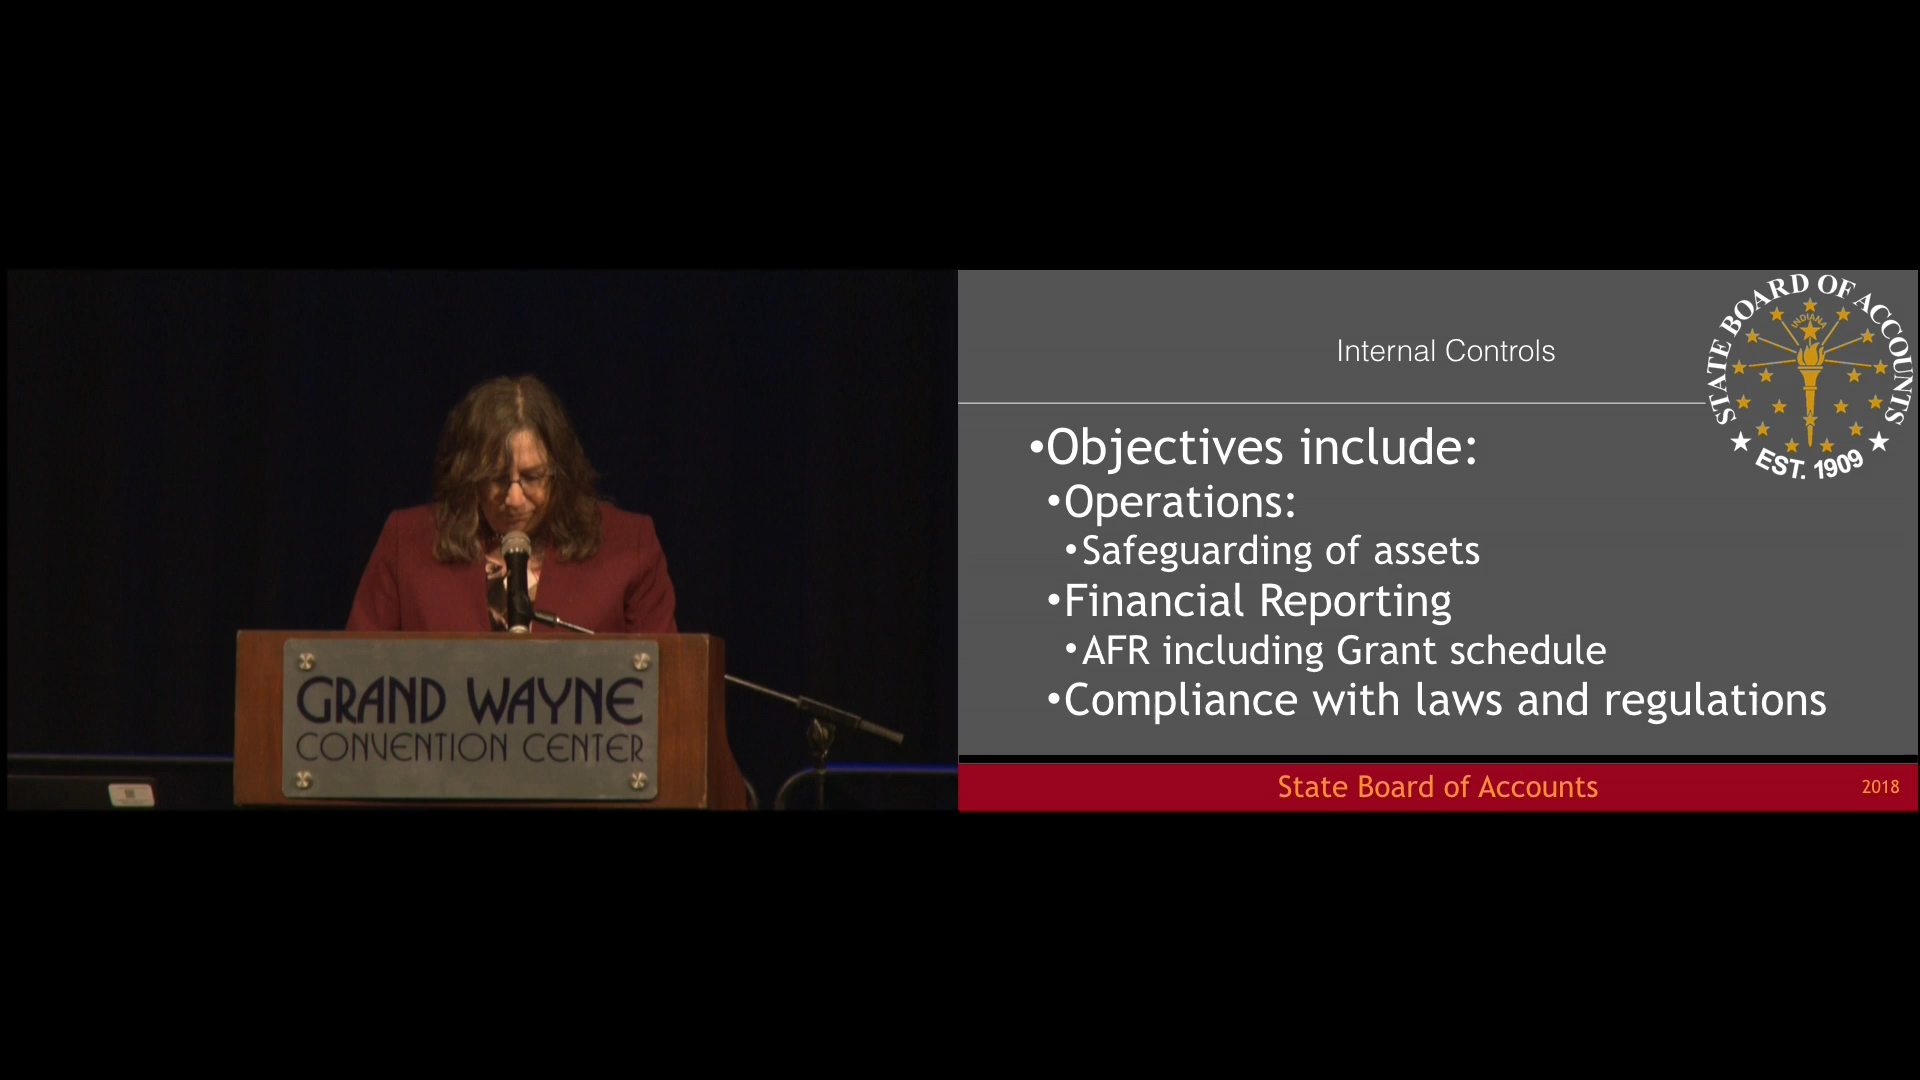 GRAND WAYNE
CONVENTION CENTER
Internal Controls
STATE BOARD OF ACCOUNTS
INDIANA
EST. 1909
•Objectives include:
•Operations:
•Safeguarding of assets
•Financial Reporting
•AFR including Grant schedule
•Compliance with laws and regulations
State Board of Accounts
2018